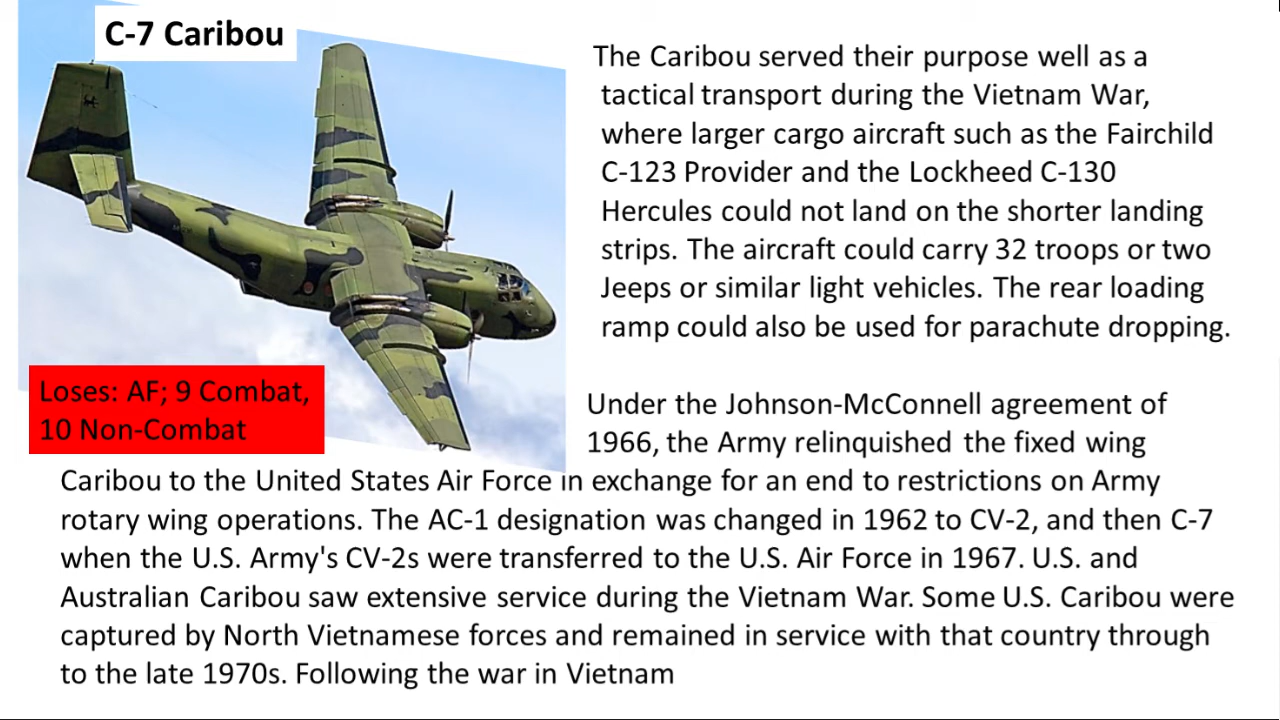 C-7 Caribou
The Caribou served their purpose well as a
tactical transport during the Vietnam War,
where larger cargo aircraft such as the Fairchild
C-123 Provider and the Lockheed C-130
Hercules could not land on the shorter landing
strips. The aircraft could carry 32 troops or two
Jeeps or similar light vehicles. The rear loading
ramp could also be used for parachute dropping.
Loses: AF; 9 Combat,
10 Non-Combat
Under the Johnson-McConnell agreement of
1966, the Army relinquished the fixed wing
Caribou to the United States Air Force in exchange for an end to restrictions on Army
rotary wing operations. The AC-1 designation was changed in 1962 to CV-2, and then C-7
when the U.S. Army's CV-2s were transferred to the U.S. Air Force in 1967. U.S. and
Australian Caribou saw extensive service during the Vietnam War. Some U.S. Caribou were
captured by North Vietnamese forces and remained in service with that country through
to the late 1970s. Following the war in Vietnam